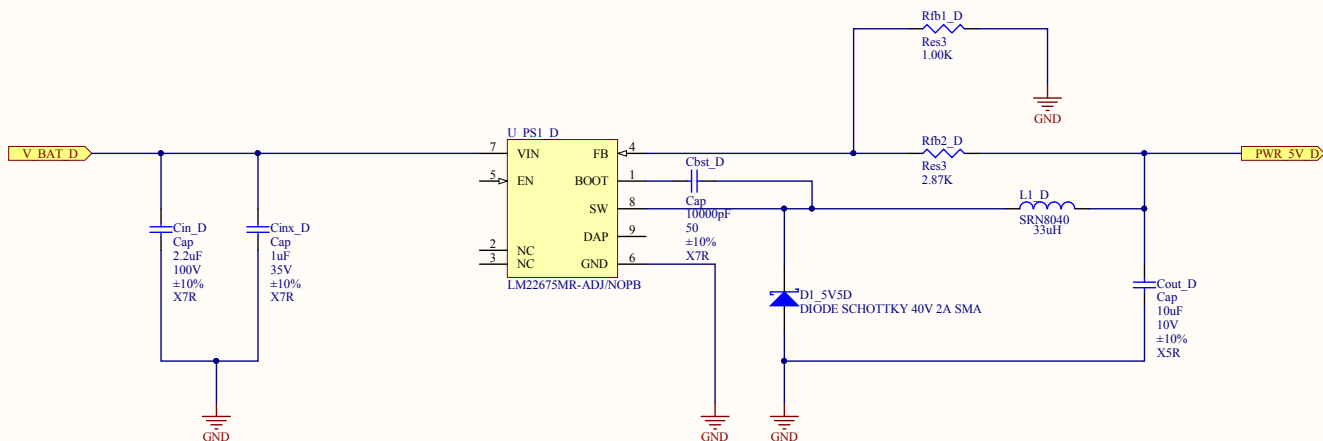 Rfb1_D
Res3
1.00K
GND
V_BAT_D
Cin_D
Cap
2.2uF
100V
±10%
X7R
Cinx_D
Cap
1uF
35V
±10%
X7R
GND
U_PS1_D
7 VIN
5 EN
2 NC
3 NC
FB 4
BOOT 1
SW 8
DAP 9
GND 6
LM22675MR-ADJ/NOPB
Cbst_D
Cap
10000pF
50
±10%
X7R
GND
Rfb2_D
Res3
2.87K
PWR_5V_D
L1_D
SRN8040
33uH
D1_5V5D
DIODE SCHOTTKY 40V 2A SMA
GND
Cout_D
Cap
10uF
10V
±10%
X5R